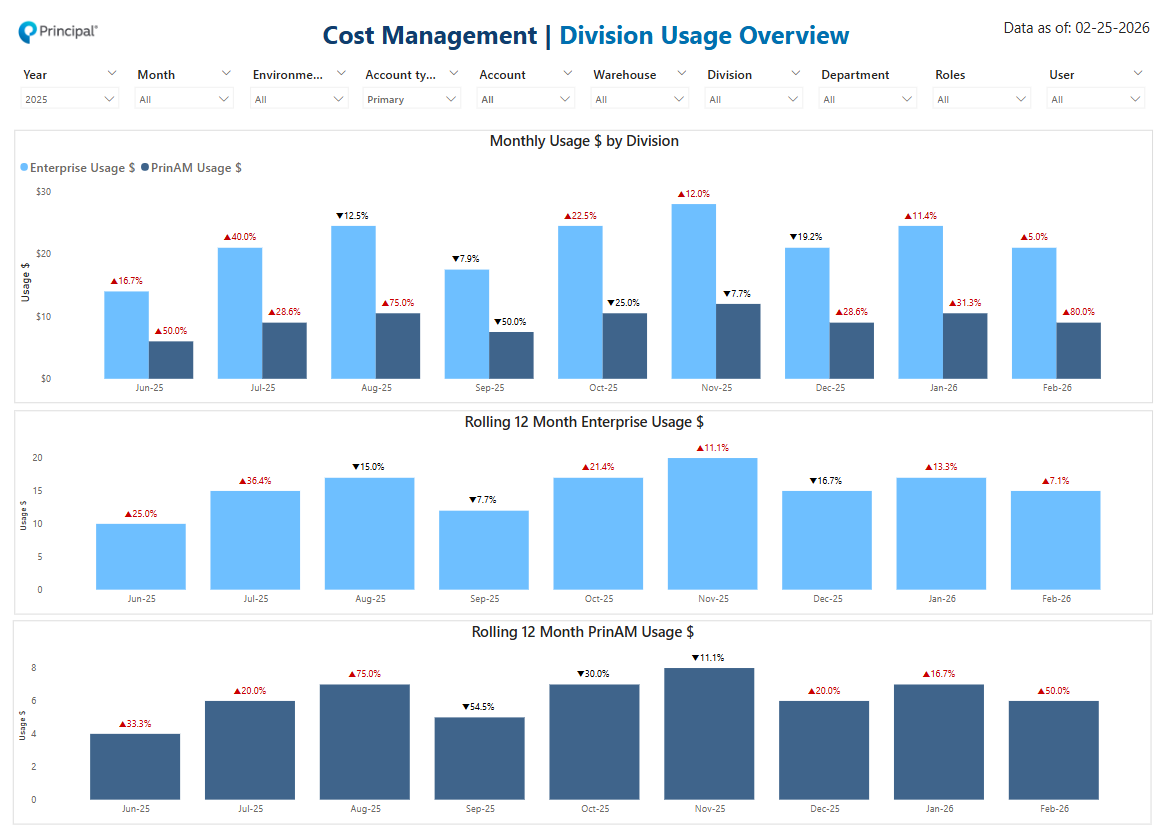 Principal®
Cost Management | Division Usage Overview
Data as of: 02-25-2026
Year Month Environme... Account ty... Account Warehouse Division Department Roles User
2025 All All Primary All All All All All All
Monthly Usage $ by Division
Enterprise Usage $ PrinAM Usage $
Usage $
$30
$20
$10
$0
▲16.7% ▲50.0% ▲40.0% ▲28.6% ▼12.5% ▲75.0% ▼7.9% ▼50.0% ▲22.5% ▼25.0% ▲12.0% ▼7.7% ▼19.2% ▲28.6% ▲11.4% ▲31.3% ▲5.0% ▲80.0%
Jun-25 Jul-25 Aug-25 Sep-25 Oct-25 Nov-25 Dec-25 Jan-26 Feb-26
Rolling 12 Month Enterprise Usage $
Usage $
20
15
10
5
0
▲25.0% ▲36.4% ▼15.0% ▼7.7% ▲21.4% ▲11.1% ▼16.7% ▲13.3% ▲7.1%
Jun-25 Jul-25 Aug-25 Sep-25 Oct-25 Nov-25 Dec-25 Jan-26 Feb-26
Rolling 12 Month PrinAM Usage $
Usage $
8
6
4
2
0
▲33.3% ▲20.0% ▲75.0% ▼54.5% ▼30.0% ▼11.1% ▲20.0% ▲16.7% ▲50.0%
Jun-25 Jul-25 Aug-25 Sep-25 Oct-25 Nov-25 Dec-25 Jan-26 Feb-26